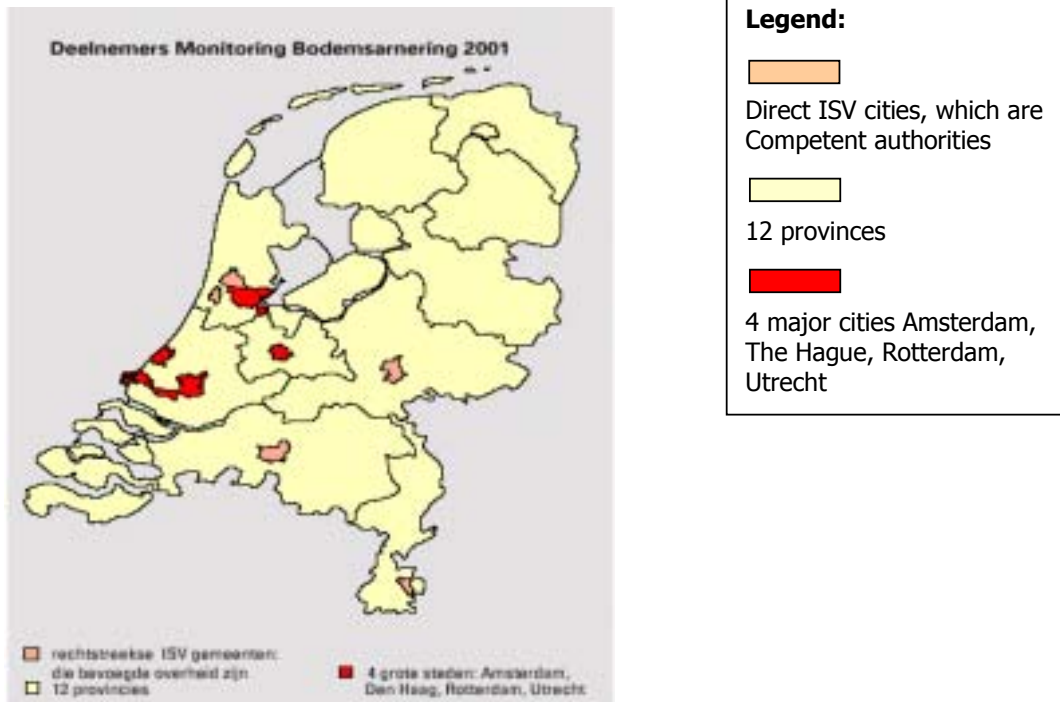 Deelnemers Monitoring Bodemsarnering 2001
rechtstreekse ISV gemeenten:
die bevoegde overheid zijn
12 provincies
4 grote steden: Amsterdam,
Den Haag, Rotterdam, Utrecht
Legend:
Direct ISV cities, which are
Competent authorities
12 provinces
4 major cities Amsterdam,
The Hague, Rotterdam,
Utrecht